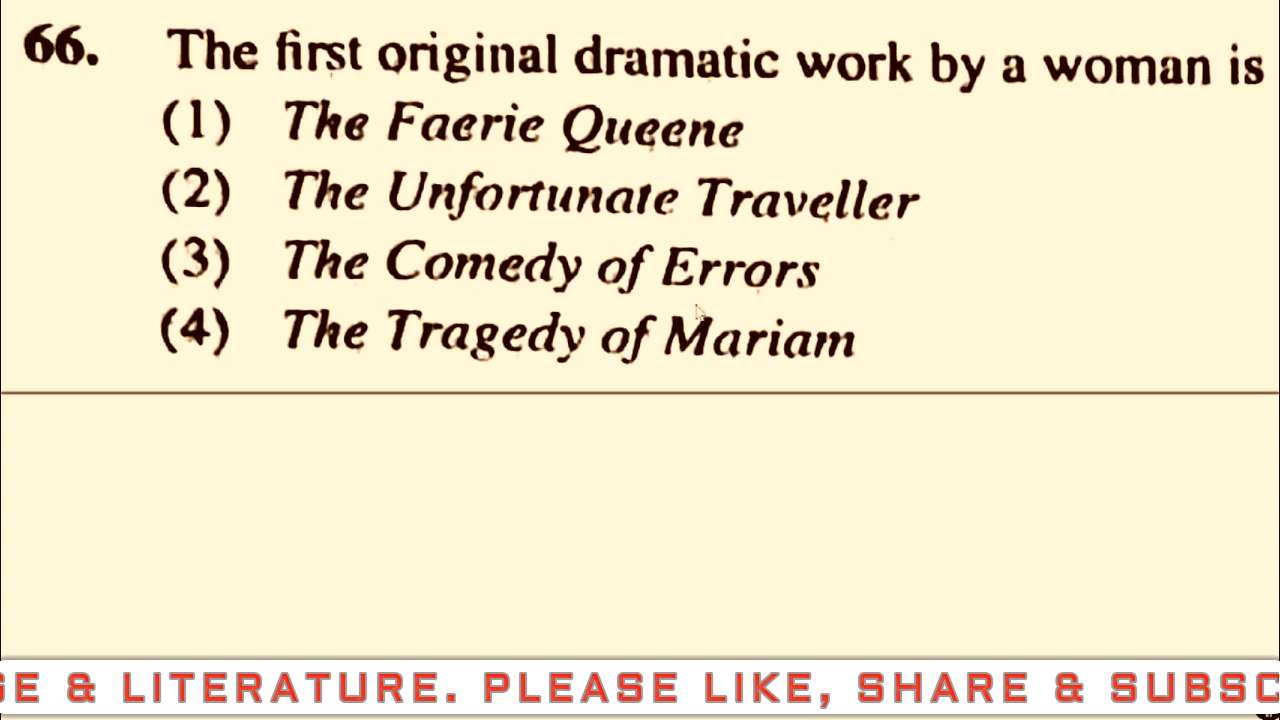 66. The first original dramatic work by a woman is
(1) The Faerie Queene
(2) The Unfortunate Traveller
(3) The Comedy of Errors
(4) The Tragedy of Mariam
GE & LITERATURE. PLEASE LIKE, SHARE & SUBSC